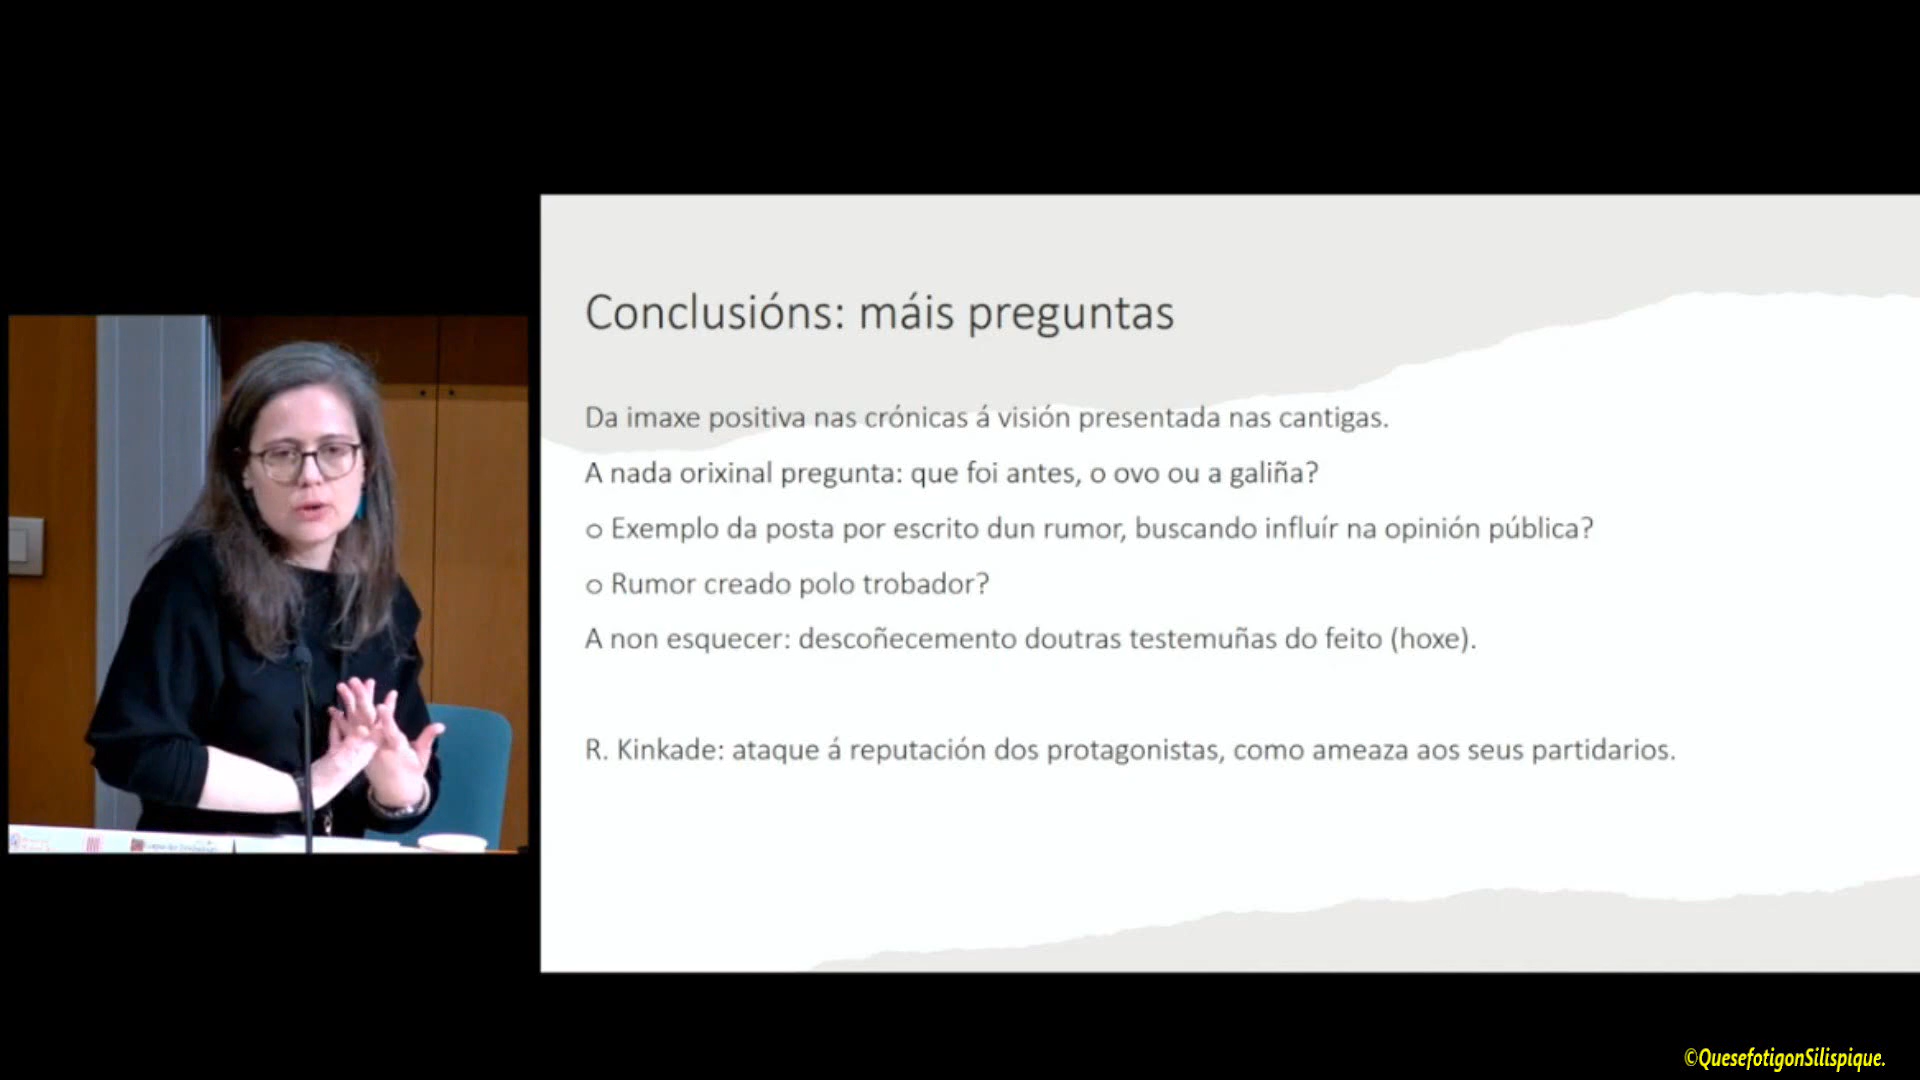 Conclusións: máis preguntas
Da imaxe positiva nas crónicas á visión presentada nas cantigas.
A nada orixinal pregunta: que foi antes, o ovo ou a galiña?
o Exemplo da posta por escrito dun rumor, buscando influír na opinión pública?
o Rumor creado polo trobador?
A non esquecer: descoñecemento doutras testemuñas do feito (hoxe).
R. Kinkade: ataque á reputación dos protagonistas, como ameaza aos seus partidarios.
©QuesefotigonSilispique.